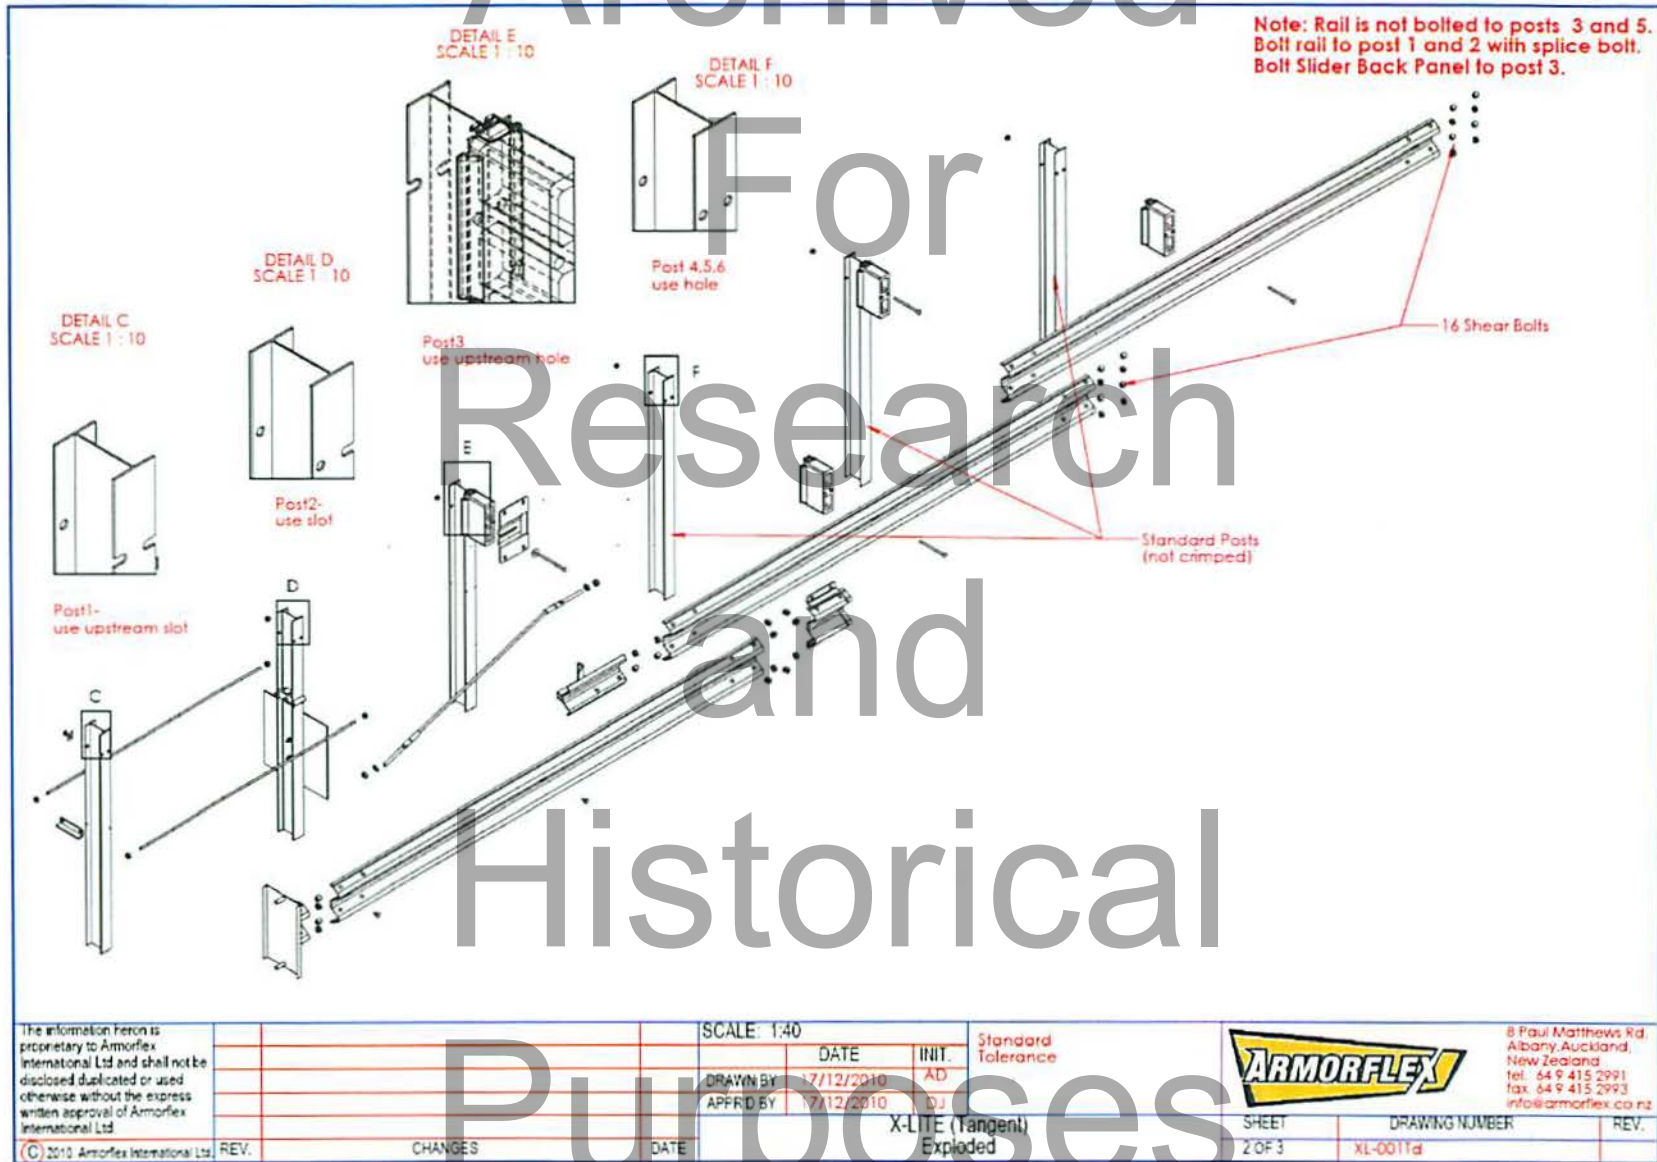 Archived
For
Research
and
Historical
Purposes
Note: Rail is not bolted to posts 3 and 5.
Bolt rail to post 1 and 2 with splice bolt.
Bolt Slider Back Panel to post 3.
DETAIL E
SCALE 1 : 10
DETAIL F
SCALE 1 : 10
DETAIL D
SCALE 1 : 10
DETAIL C
SCALE 1 : 10
Post 4,5,6
use hole
Post3
use upstream hole
Post2-
use slot
Post1-
use upstream slot
C
D
E
F
16 Shear Bolts
Standard Posts
(not crimped)
The information heron is
proprietary to Armorflex
International Ltd and shall not be
disclosed duplicated or used
otherwise without the express
written approval of Armorflex
International Ltd
© 2010 Armorflex International Ltd.
REV.
CHANGES
DATE
SCALE: 1:40
DATE
INIT.
DRAWN BY
17/12/2010
AD
APPR'D BY
17/12/2010
DJ
Standard
Tolerance
X-LITE (Tangent)
Exploded
ARMORFLEX
8 Paul Matthews Rd,
Albany, Auckland,
New Zealand
tel. 64 9 415 2991
fax. 64 9 415 2993
info@armorflex.co.nz
SHEET
2 OF 3
DRAWING NUMBER
XL-001Td
REV.